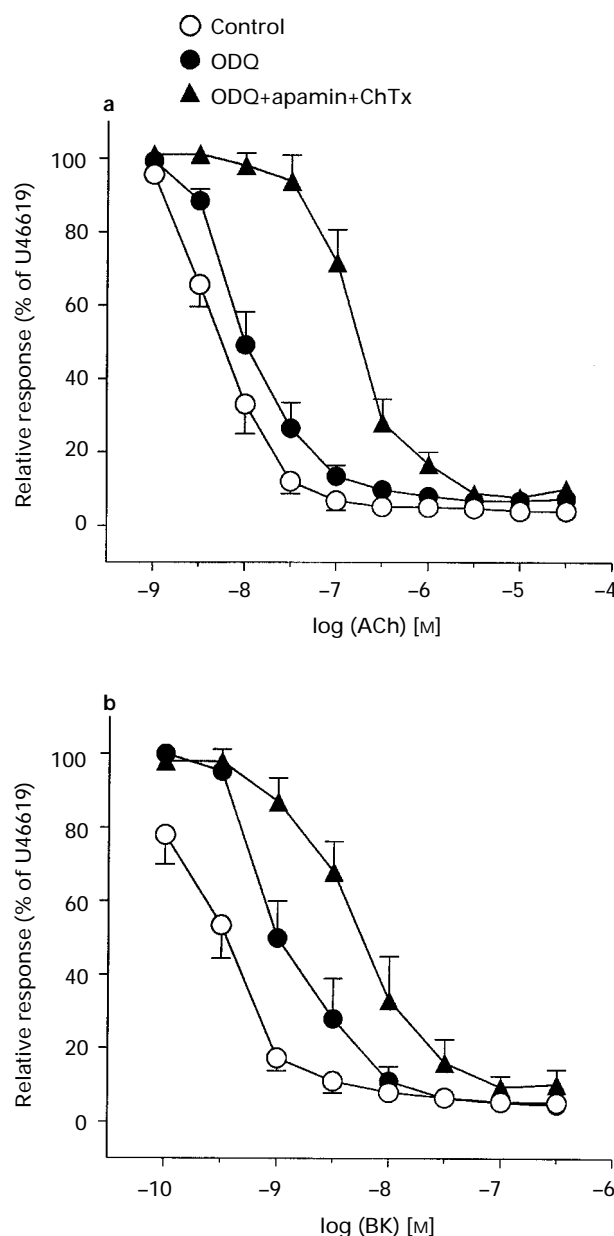 Control
ODQ
ODQ+apamin+ChTx
a
100
80
60
40
20
0
Relative response (% of U46619)
–9 –8 –7 –6 –5 –4
log (ACh) [M]
b
100
80
60
40
20
0
Relative response (% of U46619)
–10 –9 –8 –7 –6
log (BK) [M]